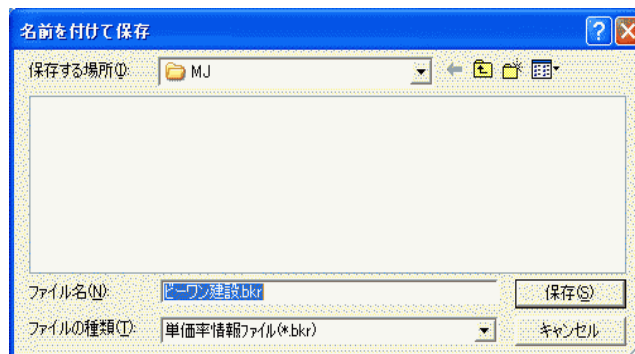 名前を付けて保存
保存する場所(I):
MJ
ファイル名(N):
ビーワン建設.bkr
保存(S)
ファイルの種類(T):
単価率情報ファイル(*.bkr)
キャンセル